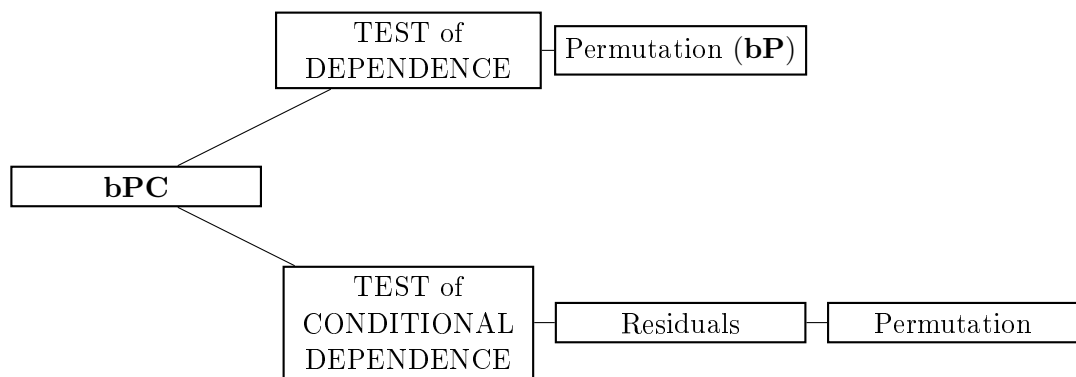 TEST of
DEPENDENCE
Permutation (bP)
bPC
TEST of
CONDITIONAL
DEPENDENCE
Residuals
Permutation